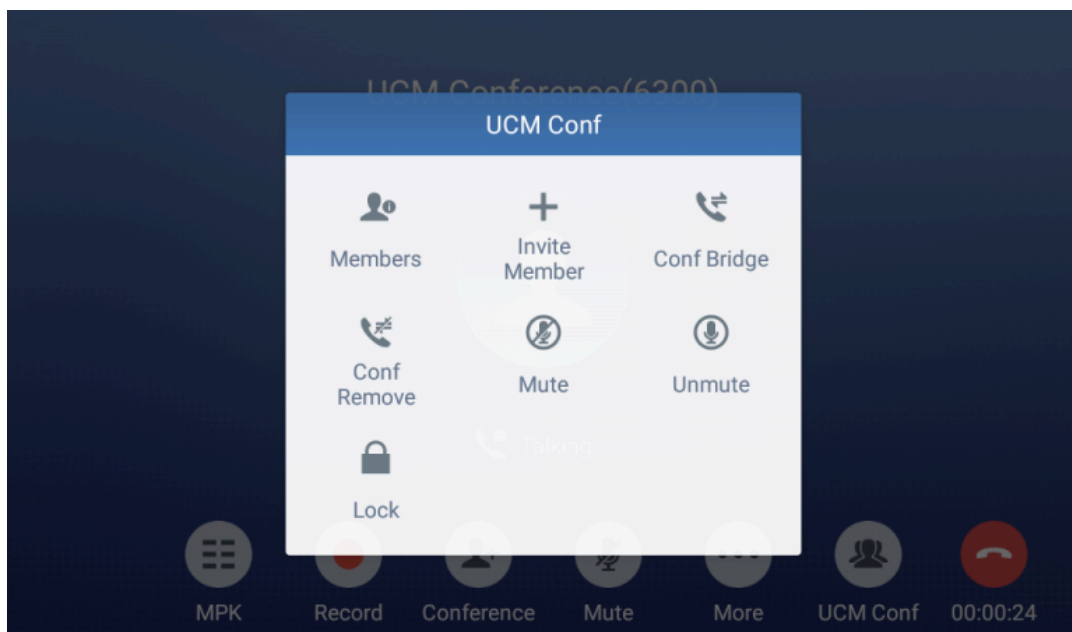 UCM Conference(6300)
UCM Conf
Members
Invite
Member
Conf Bridge
Conf
Remove
Mute
Unmute
Talking...
Lock
MPK
Record
Conference
Mute
More
UCM Conf
00:00:24